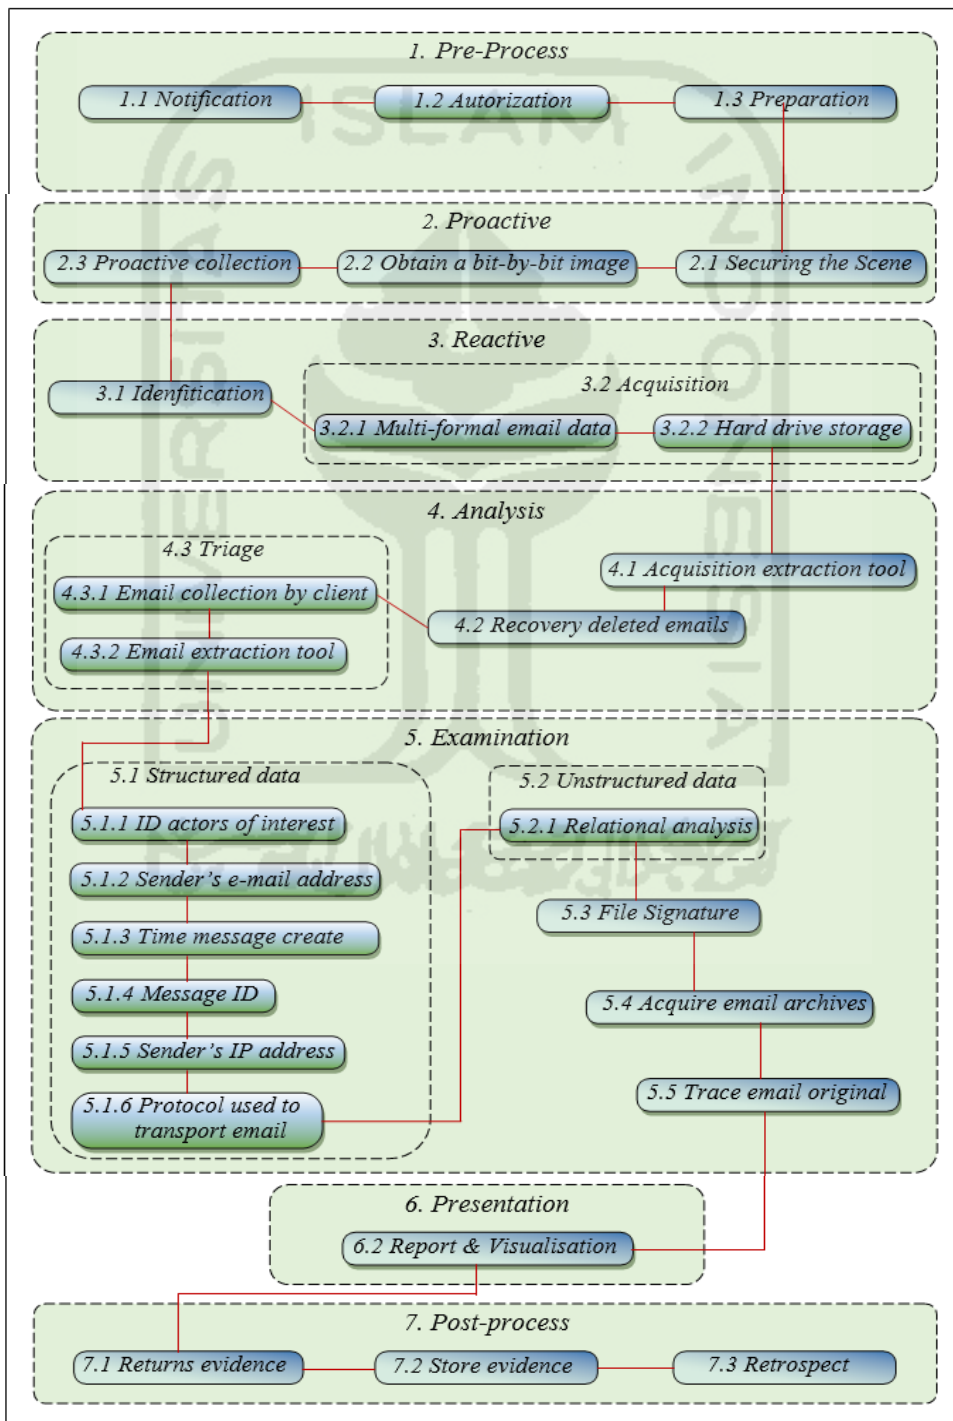 1. Pre-Process
1.1 Notification
1.2 Autorization
1.3 Preparation
2. Proactive
2.3 Proactive collection
2.2 Obtain a bit-by-bit image
2.1 Securing the Scene
3. Reactive
3.1 Idenfitication
3.2 Acquisition
3.2.1 Multi-formal email data
3.2.2 Hard drive storage
4. Analysis
4.3 Triage
4.1 Acquisition extraction tool
4.3.1 Email collection by client
4.2 Recovery deleted emails
4.3.2 Email extraction tool
5. Examination
5.1 Structured data
5.1.1 ID actors of interest
5.1.2 Sender's e-mail address
5.1.3 Time message create
5.1.4 Message ID
5.1.5 Sender's IP address
5.1.6 Protocol used to
transport email
5.2 Unstructured data
5.2.1 Relational analysis
5.3 File Signature
5.4 Acquire email archives
5.5 Trace email original
6. Presentation
6.2 Report & Visualisation
7. Post-process
7.1 Returns evidence
7.2 Store evidence
7.3 Retrospect
UNIVERSITAS
ISLAM
INDONESIA